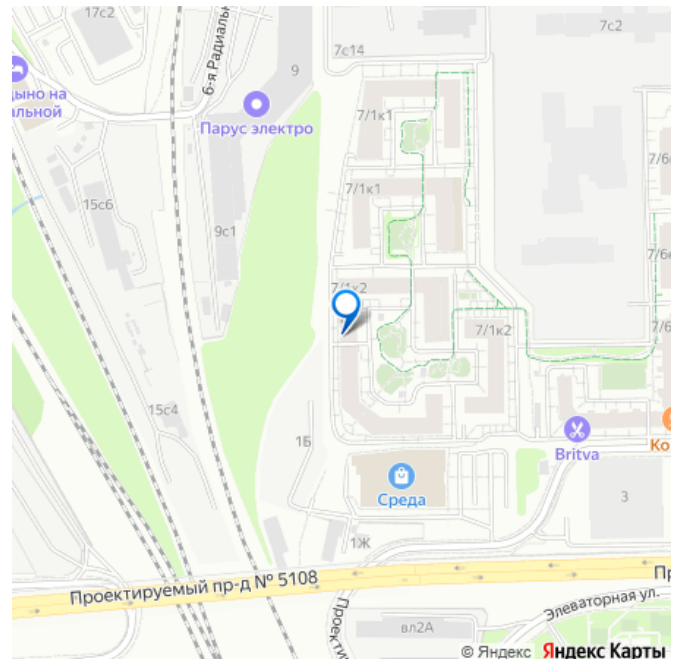 17с2
7с14
7с2
6-я Радиальн
9
ыно на
альной
Парус электро
7/1к1
7/1к1
7/6
15с6
9с1
7/6к
7/1к2
7/1к2
7/6
15с4
1Б
Britva
Ко
Среда
3
1Ж
Проектируемый пр-д № 5108
Пр
Элеваторная ул.
Проекти
вл2А
© Яндекс Яндекс Карты